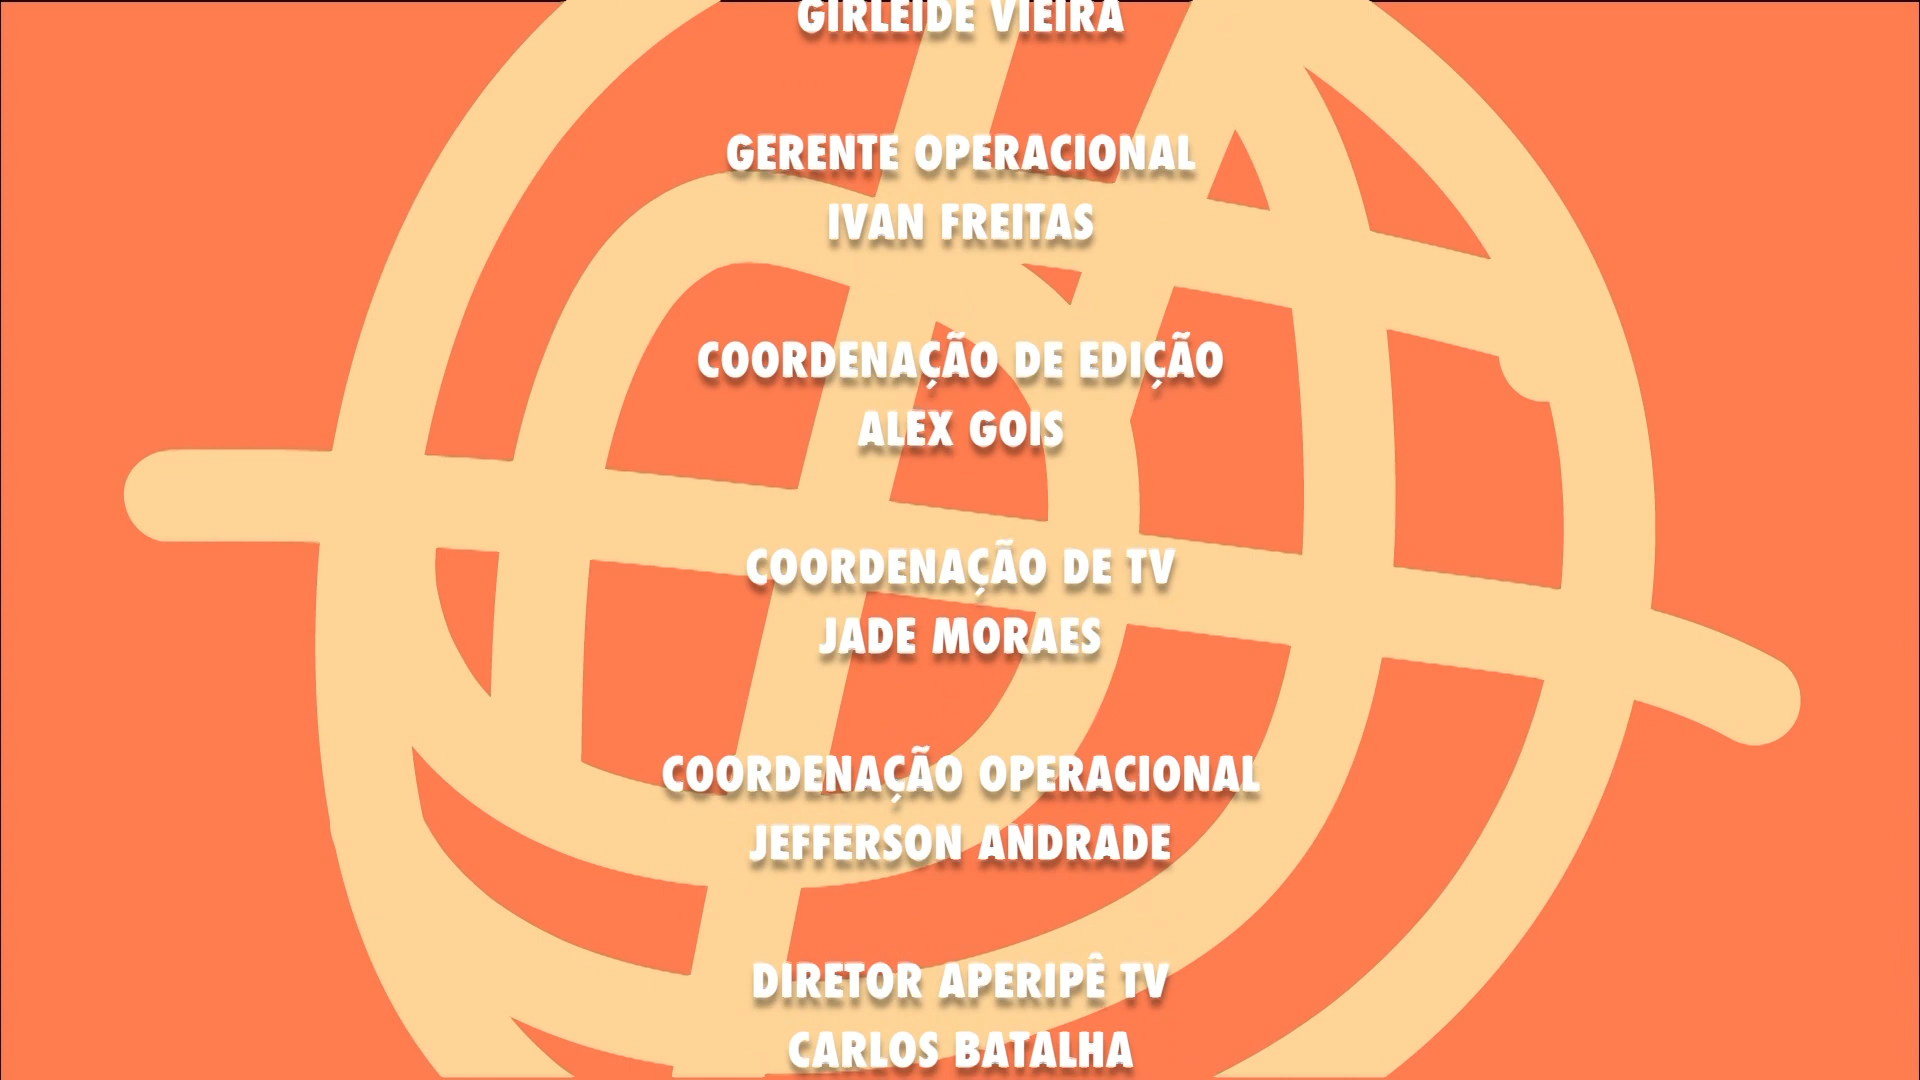 GIRLEIDE VIEIRA
GERENTE OPERACIONAL
IVAN FREITAS
COORDENAÇÃO DE EDIÇÃO
ALEX GOIS
COORDENAÇÃO DE TV
JADE MORAES
COORDENAÇÃO OPERACIONAL
JEFFERSON ANDRADE
DIRETOR APERIPÊ TV
CARLOS BATALHA